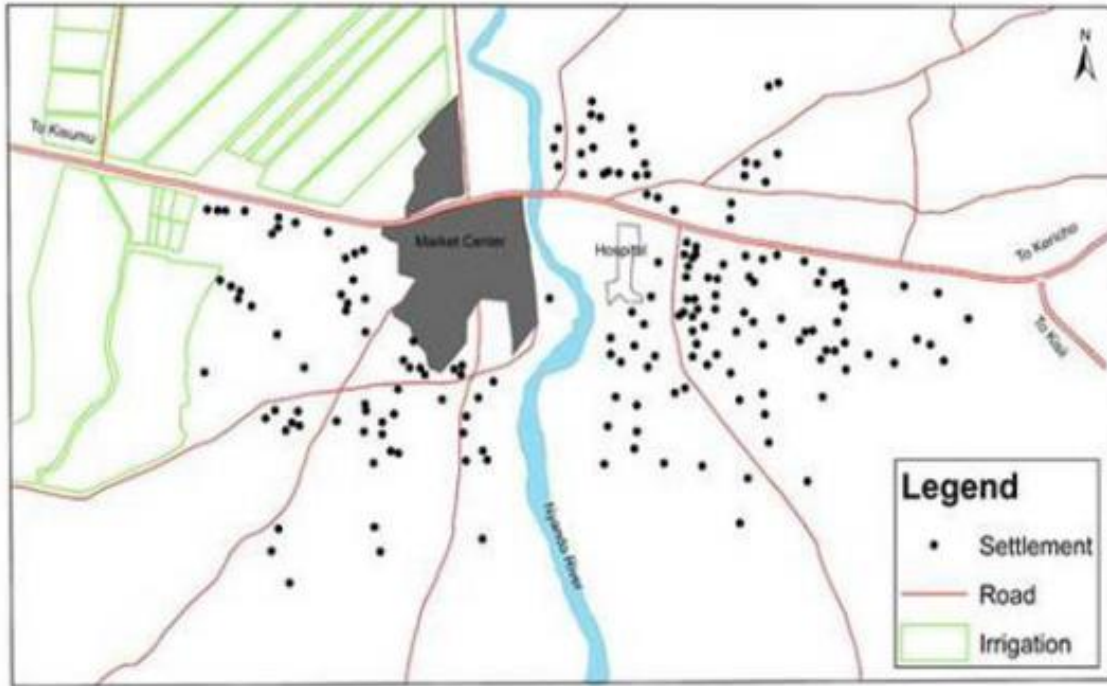 N
To Kisumu
Market Center
Hospital
To Kericho
To Kisii
Nyando River
Legend
Settlement
Road
Irrigation